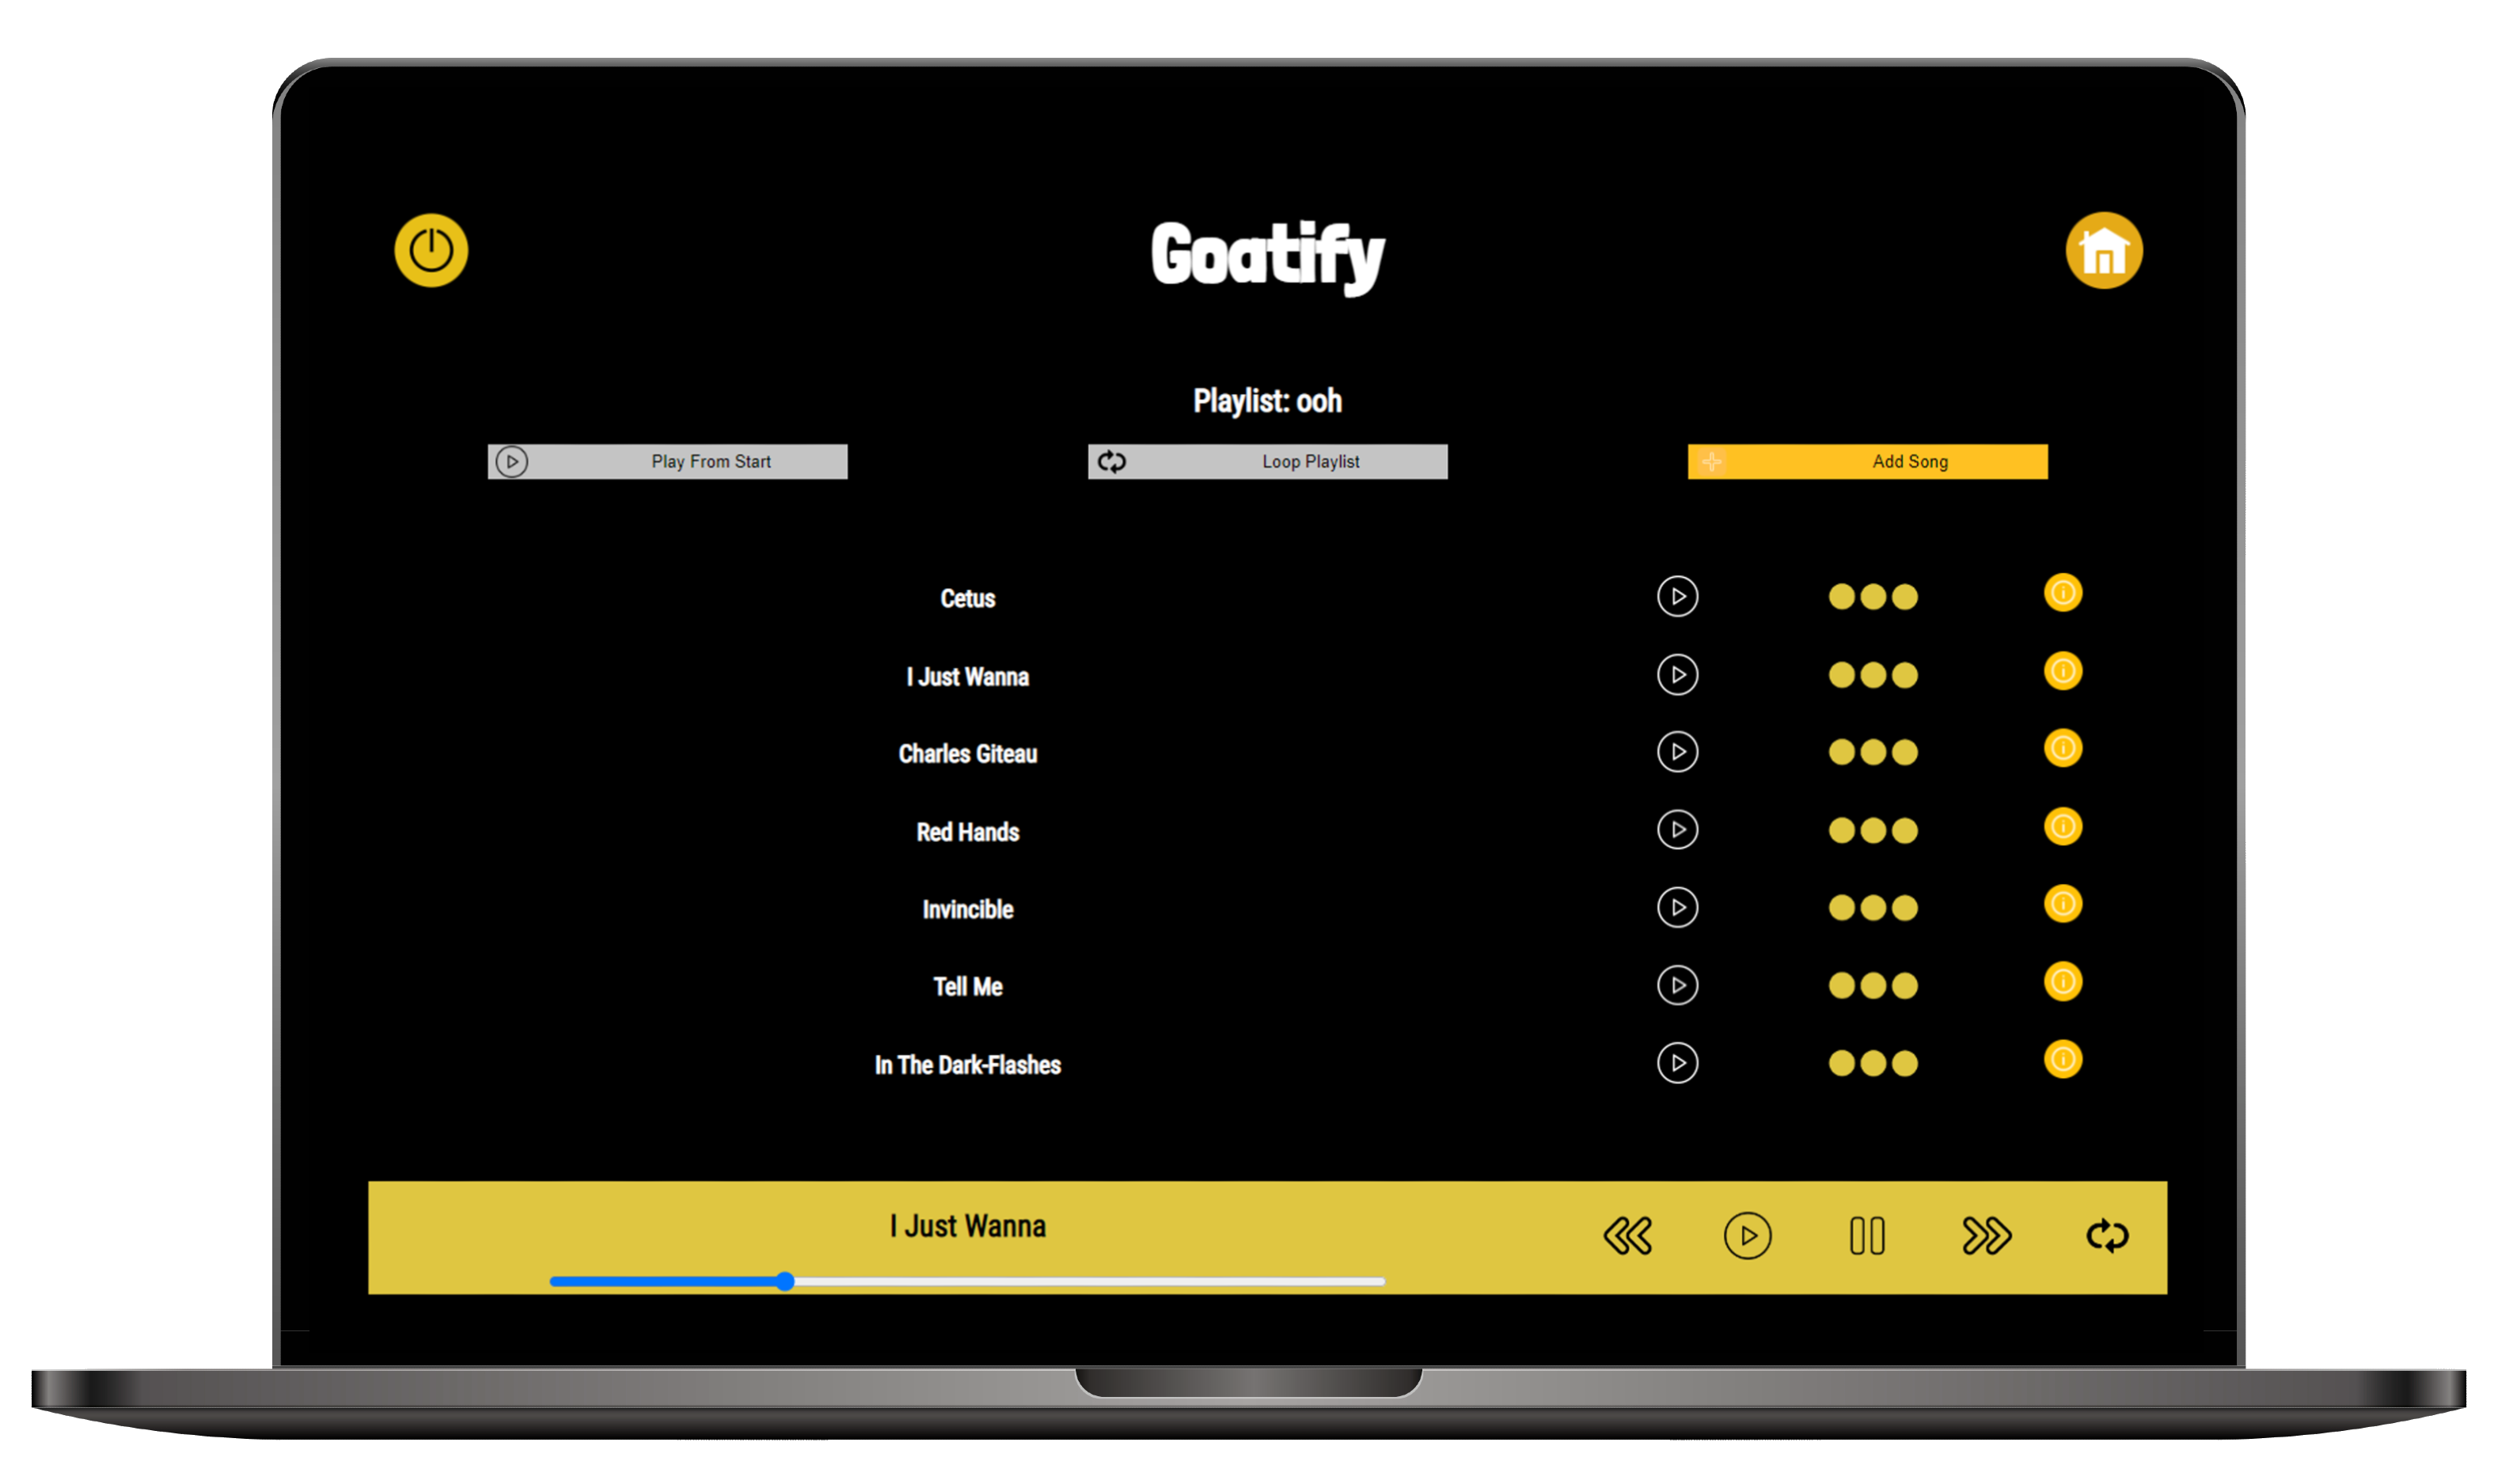 Goatify
Playlist: ooh
Play From Start
Loop Playlist
Add Song
Cetus
I Just Wanna
Charles Giteau
Red Hands
Invincible
Tell Me
In The Dark-Flashes
I Just Wanna